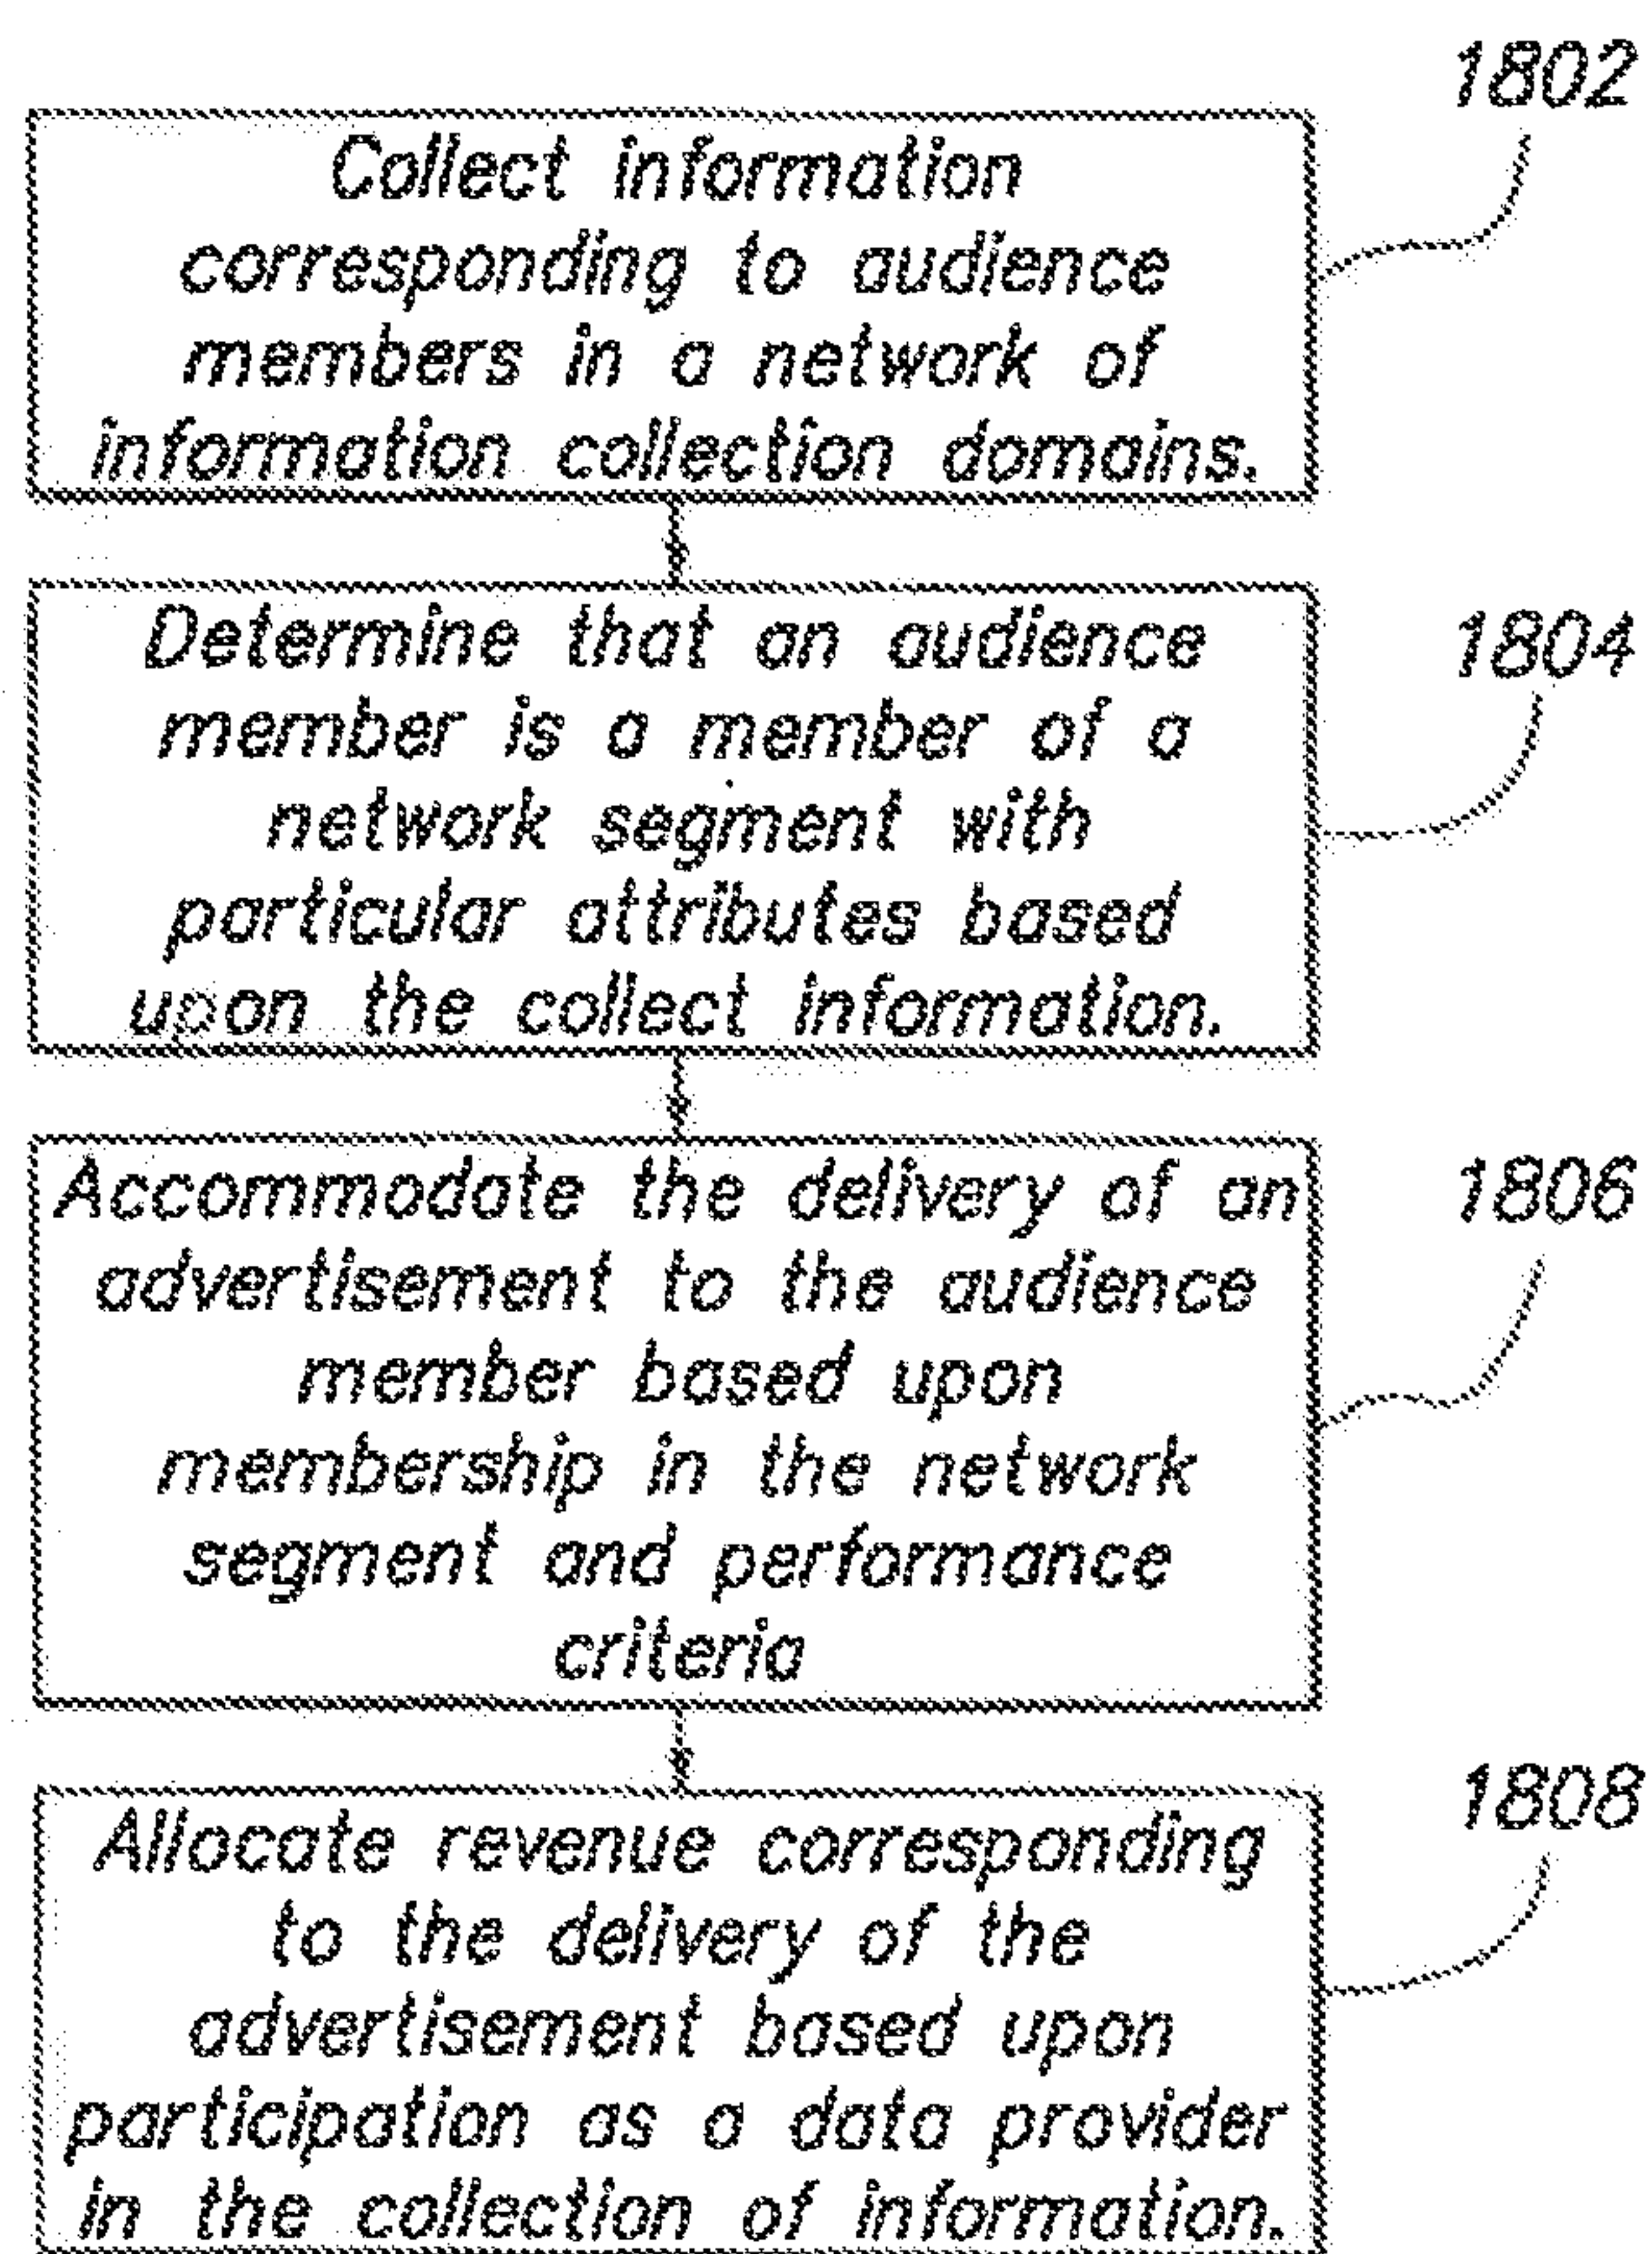 1802
Collect information
corresponding to audience
members in a network of
information collection domains.
Determine that an audience
member is a member of a
network segment with
particular attributes based
upon the collect information.
1804
Accommodate the delivery of an
advertisement to the audience
member based upon
membership in the network
segment and performance
criteria
1806
Allocate revenue corresponding
to the delivery of the
advertisement based upon
participation as a data provider
in the collection of information.
1808